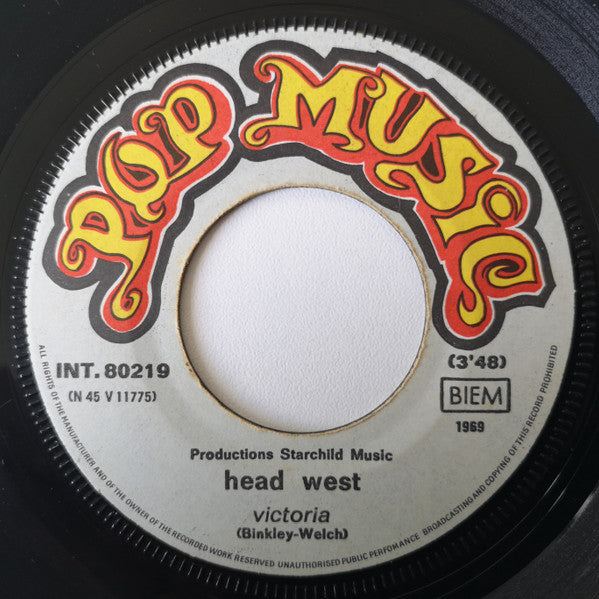 POP MUSIC
INT. 80219
(N 45 V 11775)
(3'48)
BIEM
1969
Productions Starchild Music
head west
victoria
(Binkley-Welch)
ALL RIGHTS OF THE MANUFACTURER AND OF THE OWNER OF THE RECORDED WORK RESERVED UNAUTHORISED PUBLIC PERFOMANCE BROADCASTING AND COPYING OF THIS RECORD PROHIBITED